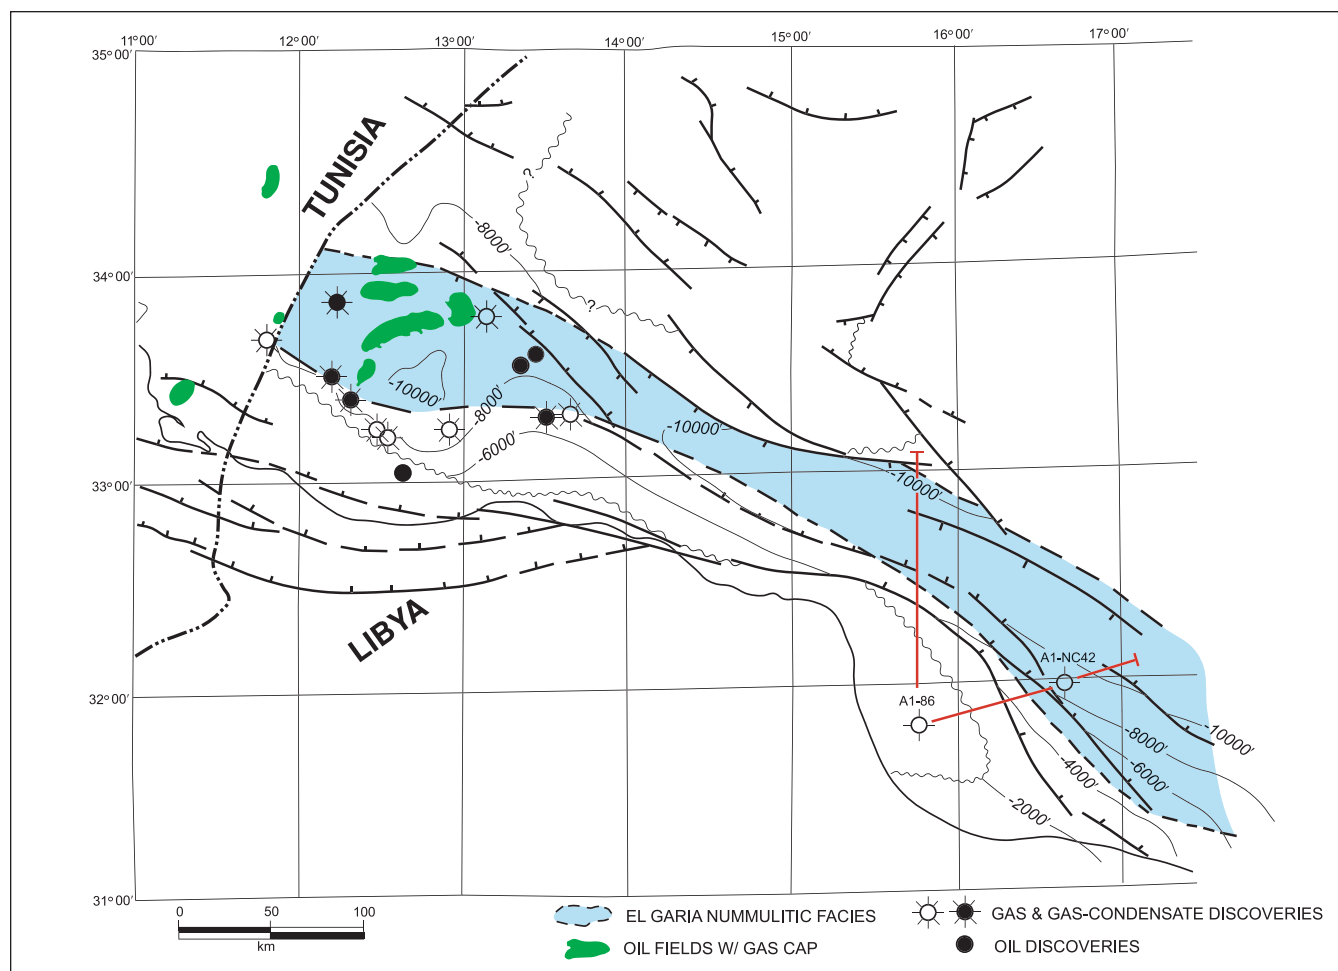 11°00′ 12°00′ 13°00′ 14°00′ 15°00′ 16°00′ 17°00′
35°00′
TUNISIA
?
-8000′
34°00′
?
-10000′
-8000′
-10000′
-6000′
-10000′
33°00′
LIBYA
A1-NC42
32°00′
A1-86
-10000′
-8000′
-6000′
-4000′
-2000′
31°00′
0 50 100
km
EL GARIA NUMMULITIC FACIES
GAS & GAS-CONDENSATE DISCOVERIES
OIL FIELDS W/ GAS CAP
OIL DISCOVERIES